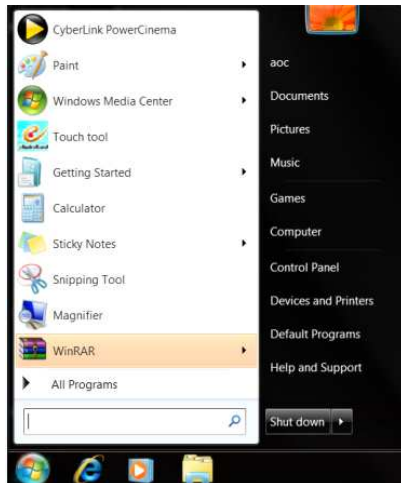 CyberLink PowerCinema
Paint
Windows Media Center
Touch tool
Getting Started
Calculator
Sticky Notes
Snipping Tool
Magnifier
WinRAR
All Programs
aoc
Documents
Pictures
Music
Games
Computer
Control Panel
Devices and Printers
Default Programs
Help and Support
Shut down